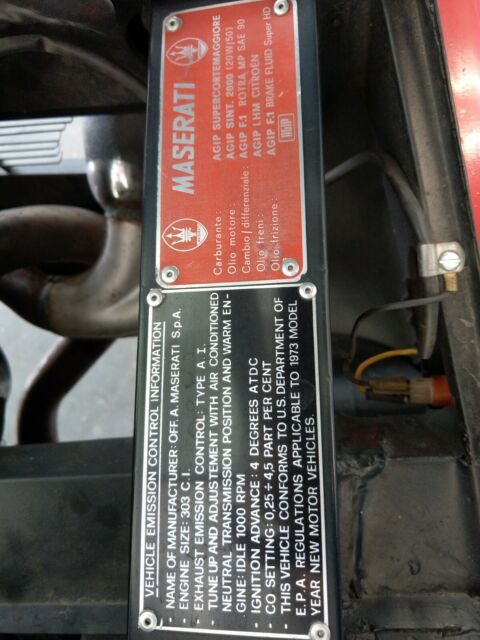 MASERATI
Carburante: AGIP SUPERCORTEMAGGIORE
Olio motore: AGIP SINT. 2000 (20W/50)
Cambio/differenziale: AGIP F.1 ROTRA MP SAE 90
Olio freni: AGIP LHM CITROËN
Olio frizione: AGIP F.1 BRAKE FLUID Super HD
AGIP
VEHICLE EMISSION CONTROL INFORMATION
- NAME OF MANUFACTURER: OFF. A. MASERATI S.p.A.
- ENGINE SIZE: 303 C.I.
- EXHAUST EMISSION CONTROL: TYPE A.I.
- TUNE UP AND ADJUSTEMENT WITH AIR CONDITIONED
NEUTRAL TRANSMISSION POSITION AND WARM EN-
GINE: IDLE 1000 RPM
IGNITION ADVANCE: 4 DEGREES ATDC
CO SETTING: 0,25÷4,5 PART PER CENT
- THIS VEHICLE CONFORMS TO U.S. DEPARTMENT OF
E.P.A. REGULATIONS APPLICABLE TO 1973 MODEL
YEAR NEW MOTOR VEHICLES.